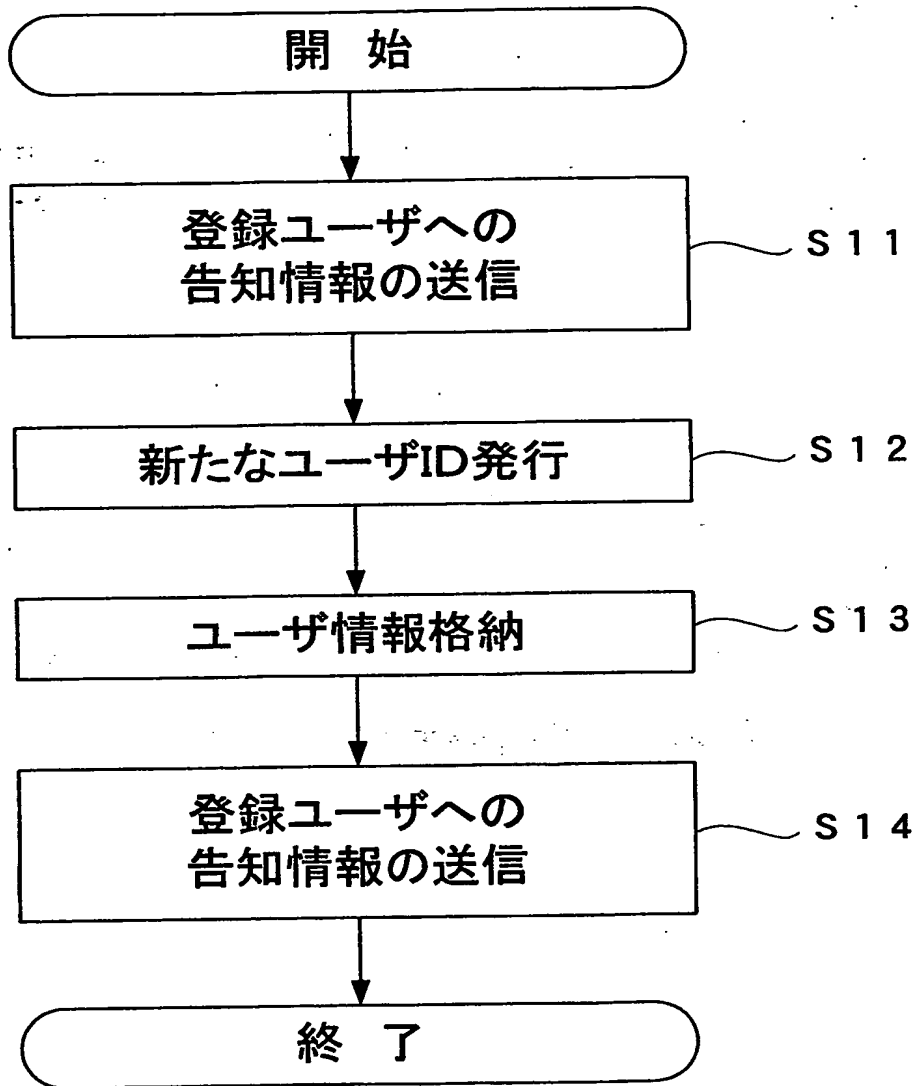 開 始
登録ユーザへの
告知情報の送信
S11
新たなユーザID発行
S12
ユーザ情報格納
S13
登録ユーザへの
告知情報の送信
S14
終 了